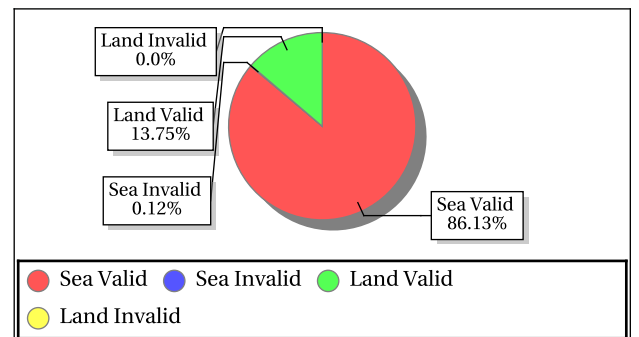 Land Invalid
0.0%
Land Valid
13.75%
Sea Invalid
0.12%
Sea Valid
86.13%
Sea Valid Sea Invalid Land Valid
Land Invalid